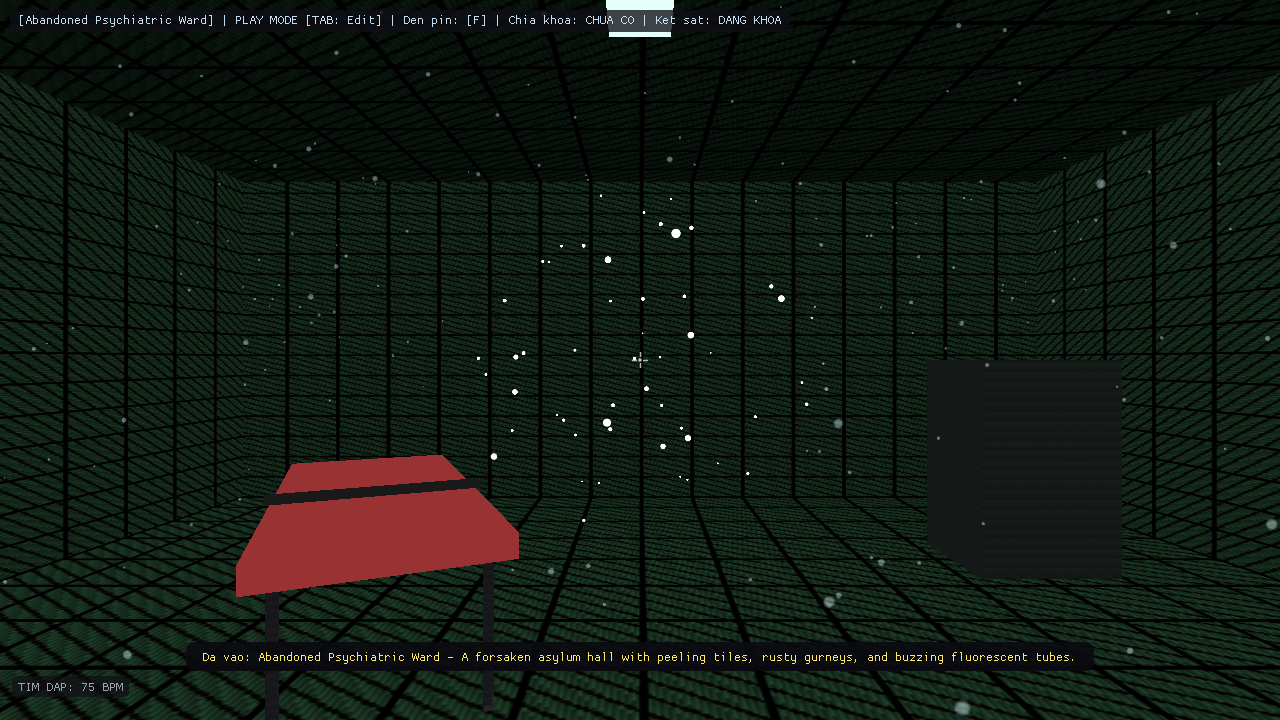 [Abandoned Psychiatric Ward] | PLAY MODE [TAB: Edit] | Den pin: [F] | Chia khoa: CHUA CO | Ket sat: DANG KHOA
Da vao: Abandoned Psychiatric Ward - A forsaken asylum hall with peeling tiles, rusty gurneys, and buzzing fluorescent tubes.
TIM DAP: 75 BPM